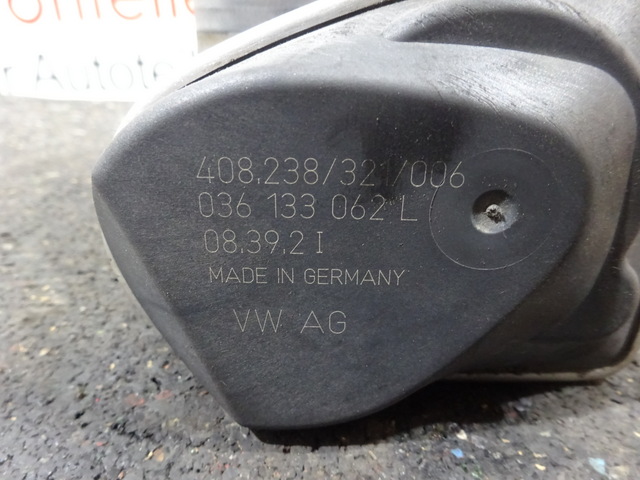 408.238/321/006
036 133 062 L
08.39.2 I
MADE IN GERMANY
VW AG